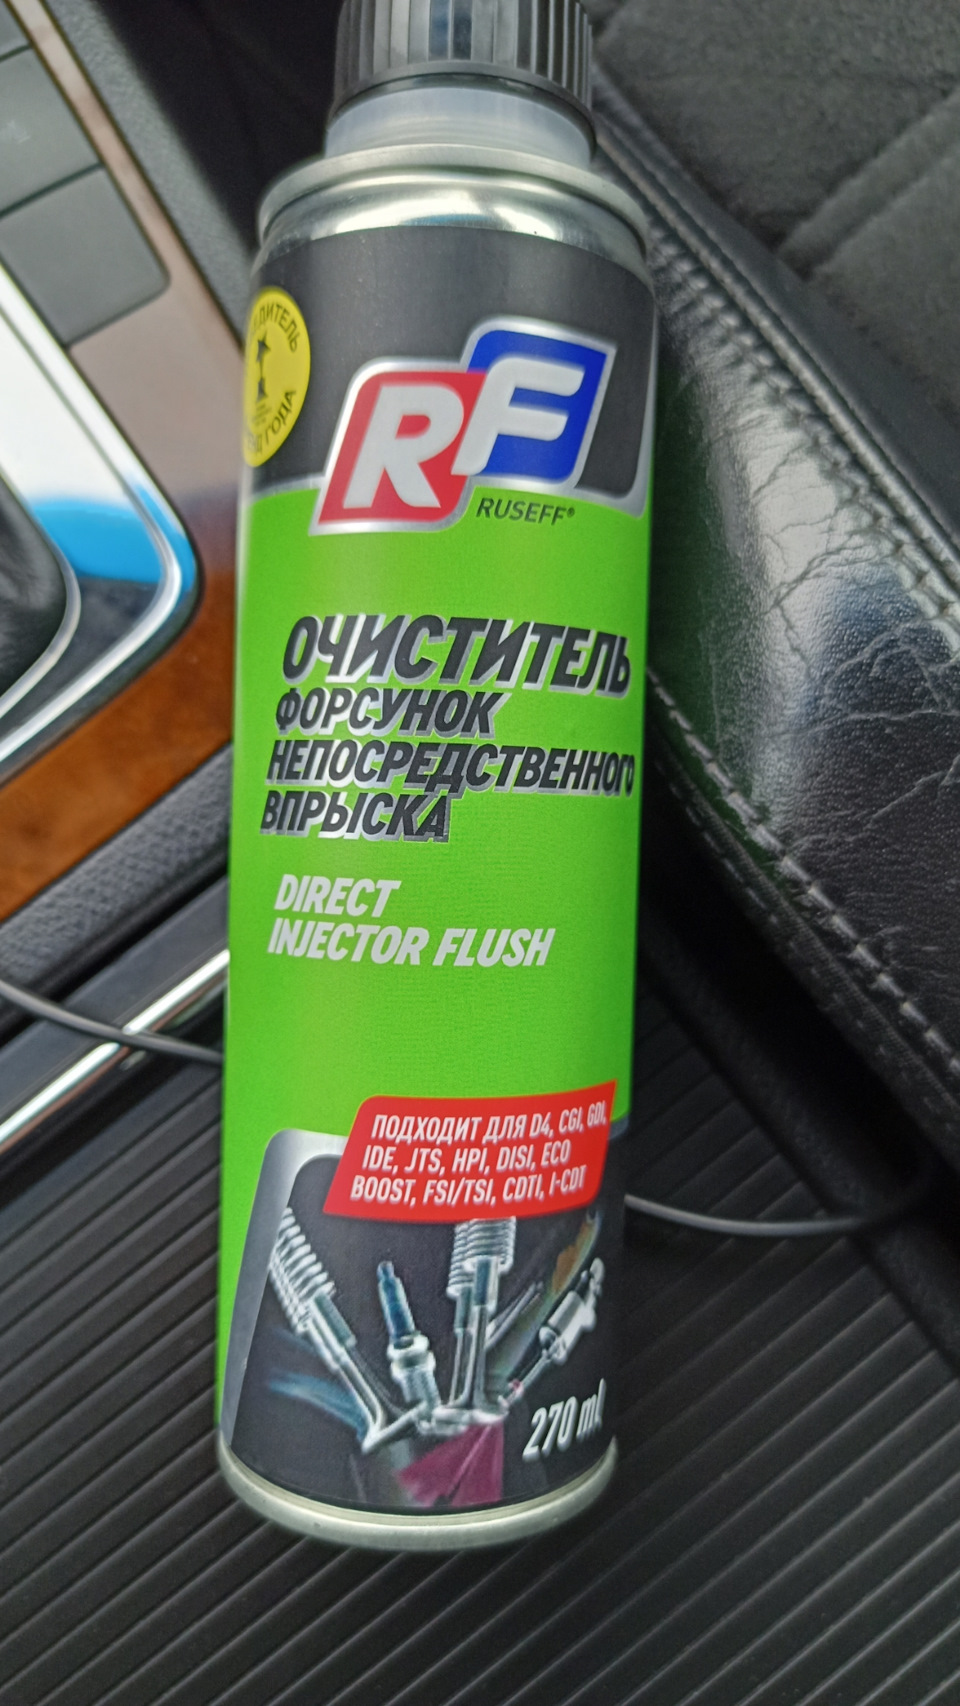 ГОДА
RF
RUSEFF®
ОЧИСТИТЕЛЬ
ФОРСУНОК
НЕПОСРЕДСТВЕННОГО
ВПРЫСКА
DIRECT
INJECTOR FLUSH
ПОДХОДИТ ДЛЯ D4, CGI, GDI,
IDE, JTS, HPI, DISI, ECO
BOOST, FSI/TSI, CDTI, I-CDT
270 ml